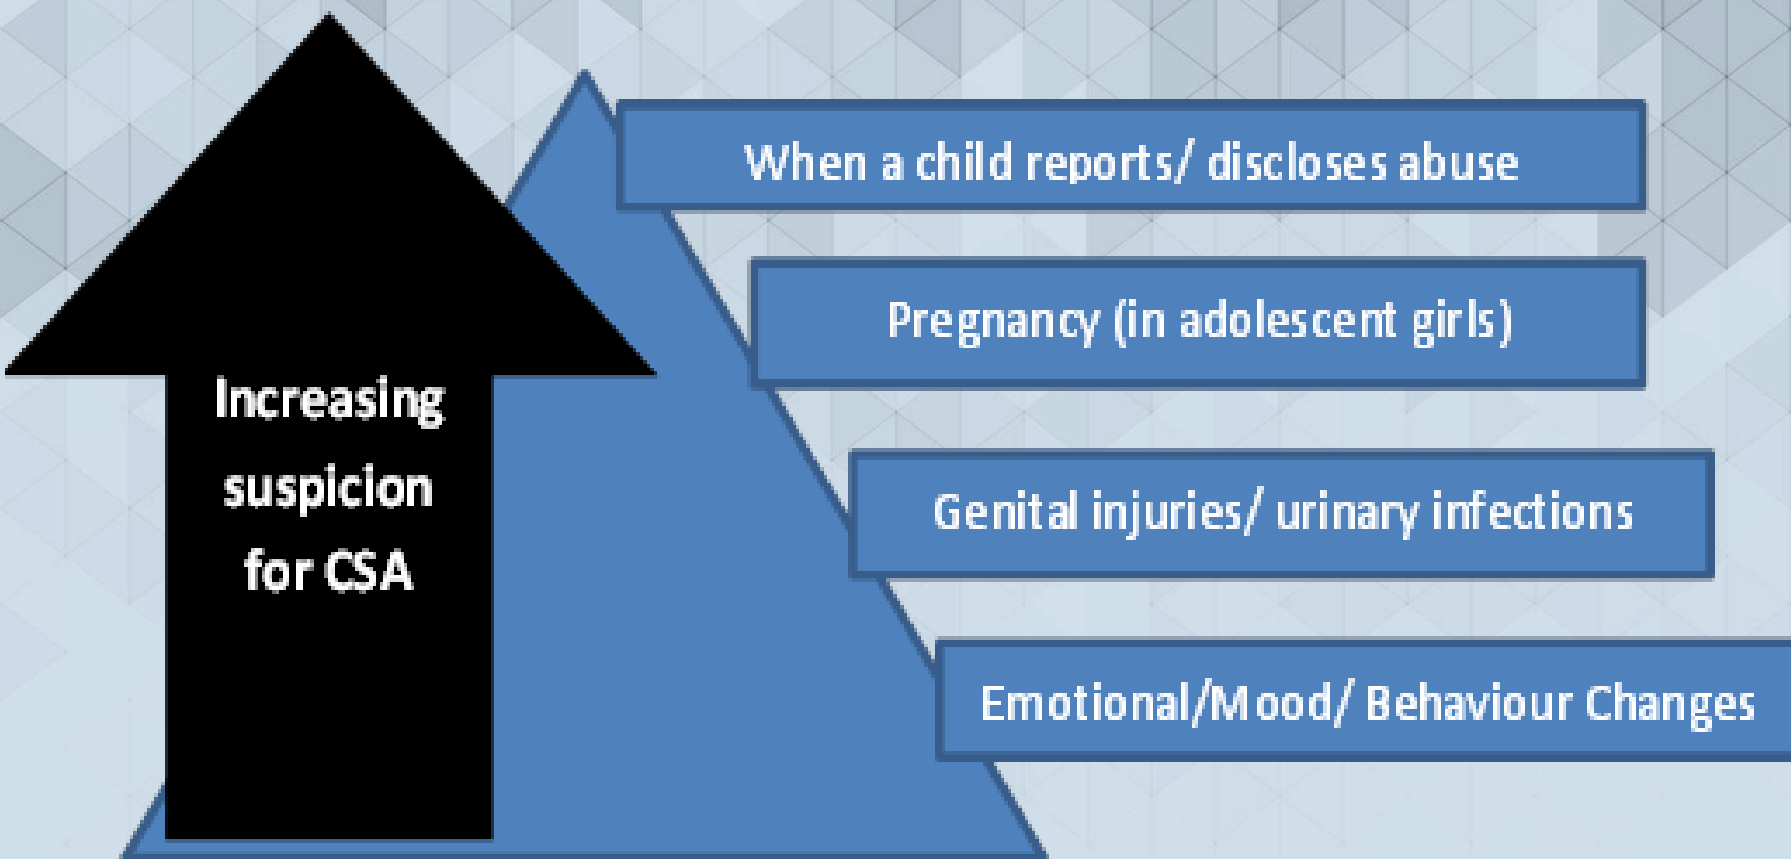 When a child reports/ discloses abuse
Pregnancy (in adolescent girls)
Increasing
suspicion
for CSA
Genital injuries/ urinary infections
Emotional/Mood/ Behaviour Changes